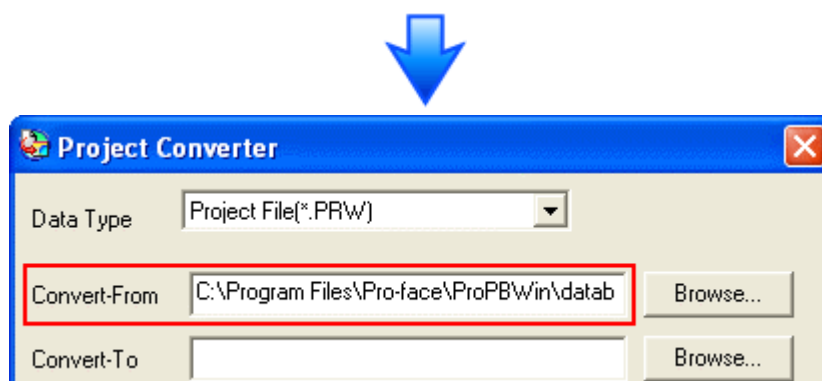 Project Converter
Data Type Project File(*.PRW)
Convert-From C:\Program Files\Pro-face\ProPBWin\datab Browse...
Convert-To Browse...